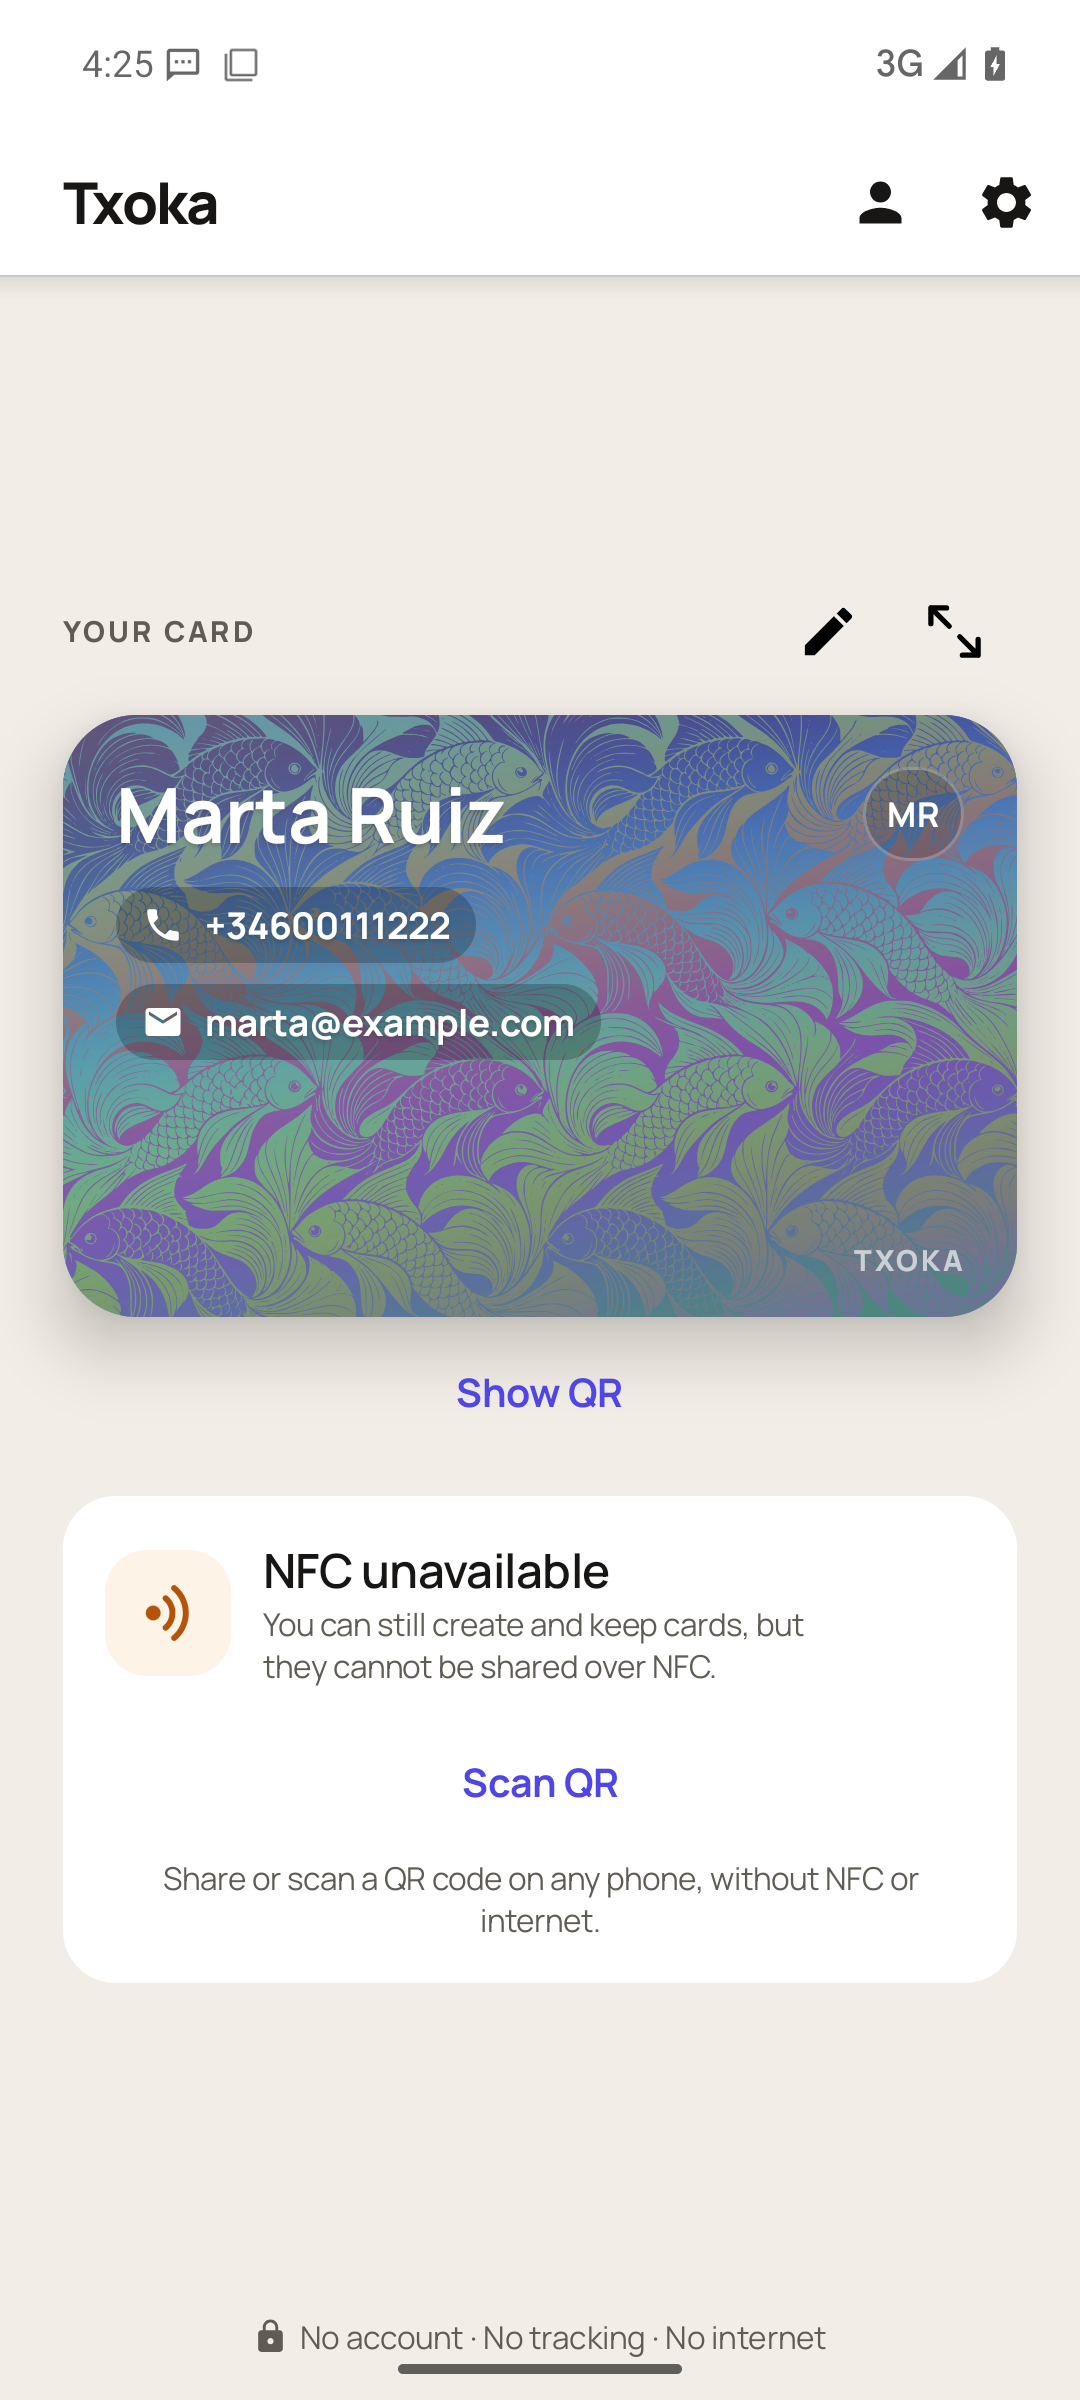 4:25
3G
Txoka
YOUR CARD
Marta Ruiz
MR
+34600111222
marta@example.com
TXOKA
Show QR
NFC unavailable
You can still create and keep cards, but
they cannot be shared over NFC.
Scan QR
Share or scan a QR code on any phone, without NFC or
internet.
No account · No tracking · No internet